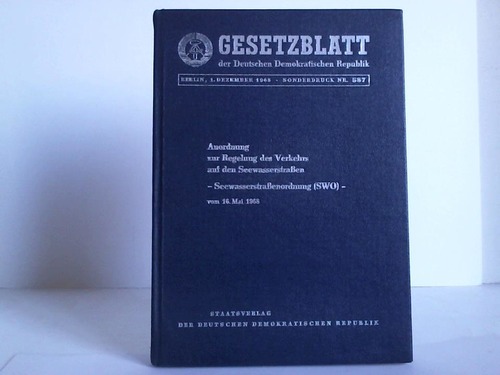 GESETZBLATT
der Deutschen Demokratischen Republik
BERLIN, 1. DEZEMBER 1968 - SONDERDRUCK NR. 587
Anordnung
zur Regelung des Verkehrs
auf den Seewasserstraßen
– Seewasserstraßenordnung (SWO) –
vom 16. Mai 1968
STAATSVERLAG
DER DEUTSCHEN DEMOKRATISCHEN REPUBLIK